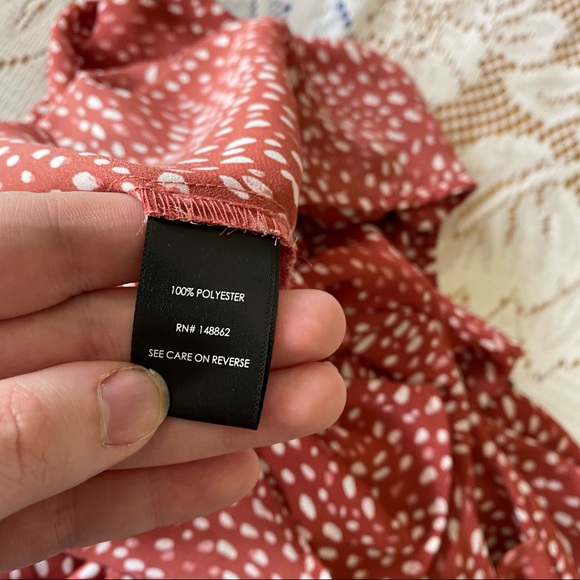 100% POLYESTER
RN# 148862
SEE CARE ON REVERSE